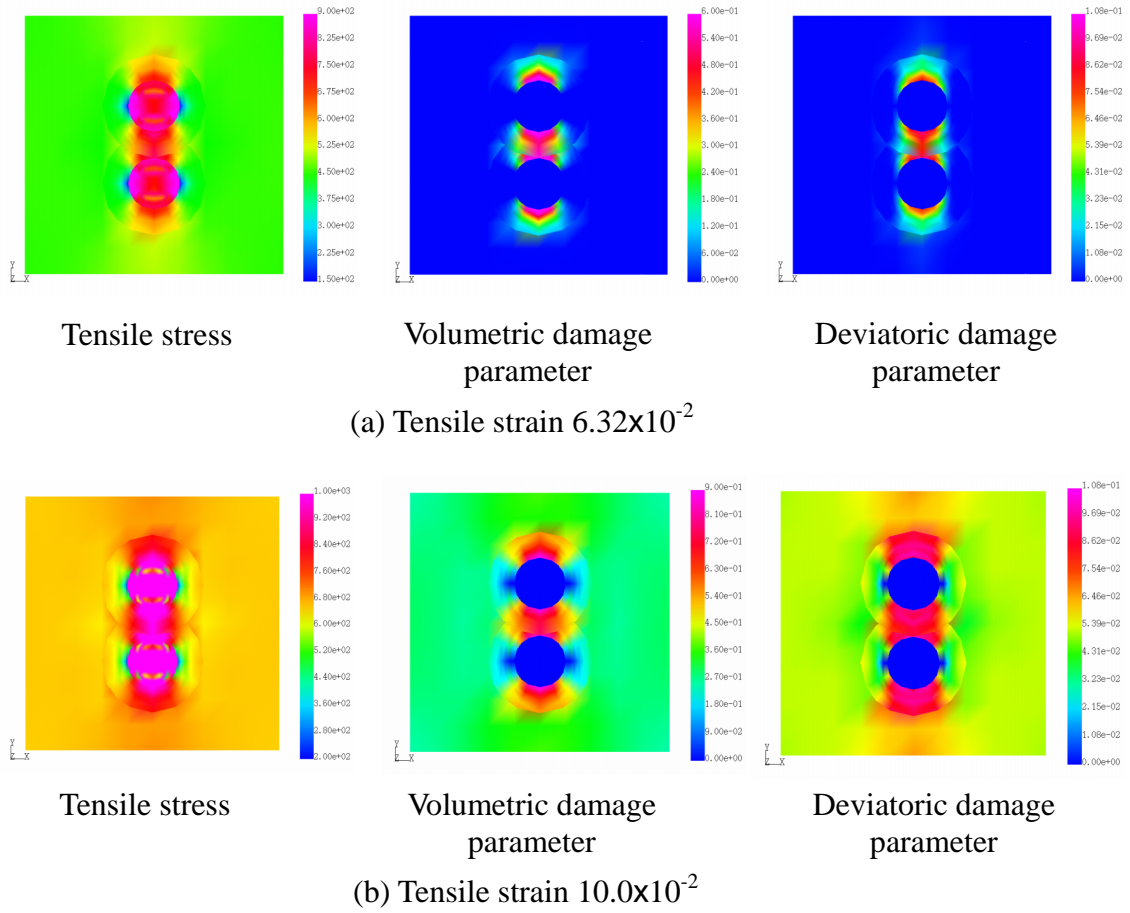 9.00e+02
8.25e+02
7.50e+02
6.75e+02
6.00e+02
5.25e+02
4.50e+02
3.75e+02
3.00e+02
2.25e+02
1.50e+02
Y
Z X
6.00e-01
5.40e-01
4.80e-01
4.20e-01
3.60e-01
3.00e-01
2.40e-01
1.80e-01
1.20e-01
6.00e-02
0.00e+00
Y
Z X
1.08e-01
9.69e-02
8.62e-02
7.54e-02
6.46e-02
5.39e-02
4.31e-02
3.23e-02
2.15e-02
1.08e-02
0.00e+00
Y
Z X
Tensile stress
Volumetric damage
parameter
Deviatoric damage
parameter
(a) Tensile strain 6.32x10⁻²
1.00e+03
9.20e+02
8.40e+02
7.60e+02
6.80e+02
6.00e+02
5.20e+02
4.40e+02
3.60e+02
2.80e+02
2.00e+02
Y
Z X
9.00e-01
8.10e-01
7.20e-01
6.30e-01
5.40e-01
4.50e-01
3.60e-01
2.70e-01
1.80e-01
9.00e-02
0.00e+00
Y
Z X
1.08e-01
9.69e-02
8.62e-02
7.54e-02
6.46e-02
5.39e-02
4.31e-02
3.23e-02
2.15e-02
1.08e-02
0.00e+00
Y
Z X
Tensile stress
Volumetric damage
parameter
Deviatoric damage
parameter
(b) Tensile strain 10.0x10⁻²